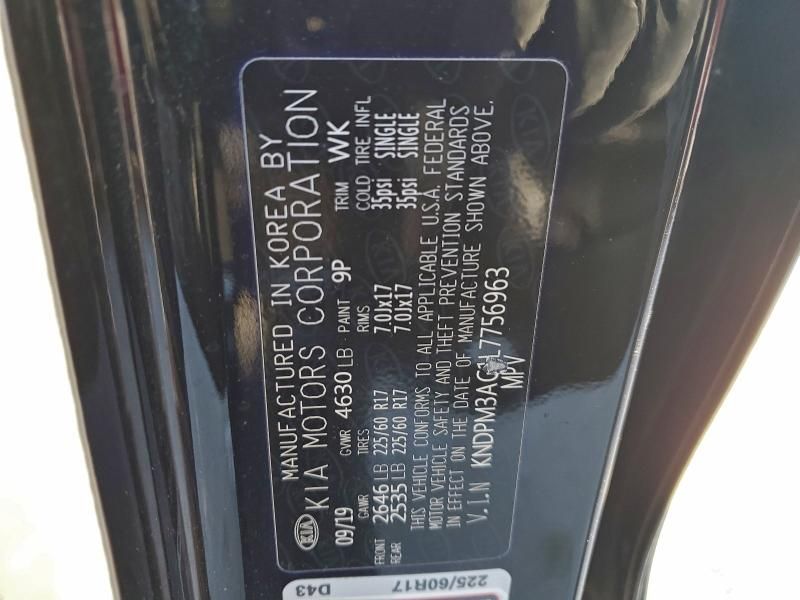 MANUFACTURED IN KOREA BY
KIA KIA MOTORS CORPORATION
09/19 GVWR 4630 LB PAINT 9P TRIM WK
GAWR TIRES RIMS COLD TIRE INFL
FRONT 2646 LB 225/60 R17 7.0Jx17 35psi SINGLE
REAR 2535 LB 225/60 R17 7.0Jx17 35psi SINGLE
THIS VEHICLE CONFORMS TO ALL APPLICABLE U.S.A. FEDERAL
MOTOR VEHICLE SAFETY AND THEFT PREVENTION STANDARDS
IN EFFECT ON THE DATE OF MANUFACTURE SHOWN ABOVE.
V.I.N
MPV
225/60R17
D43